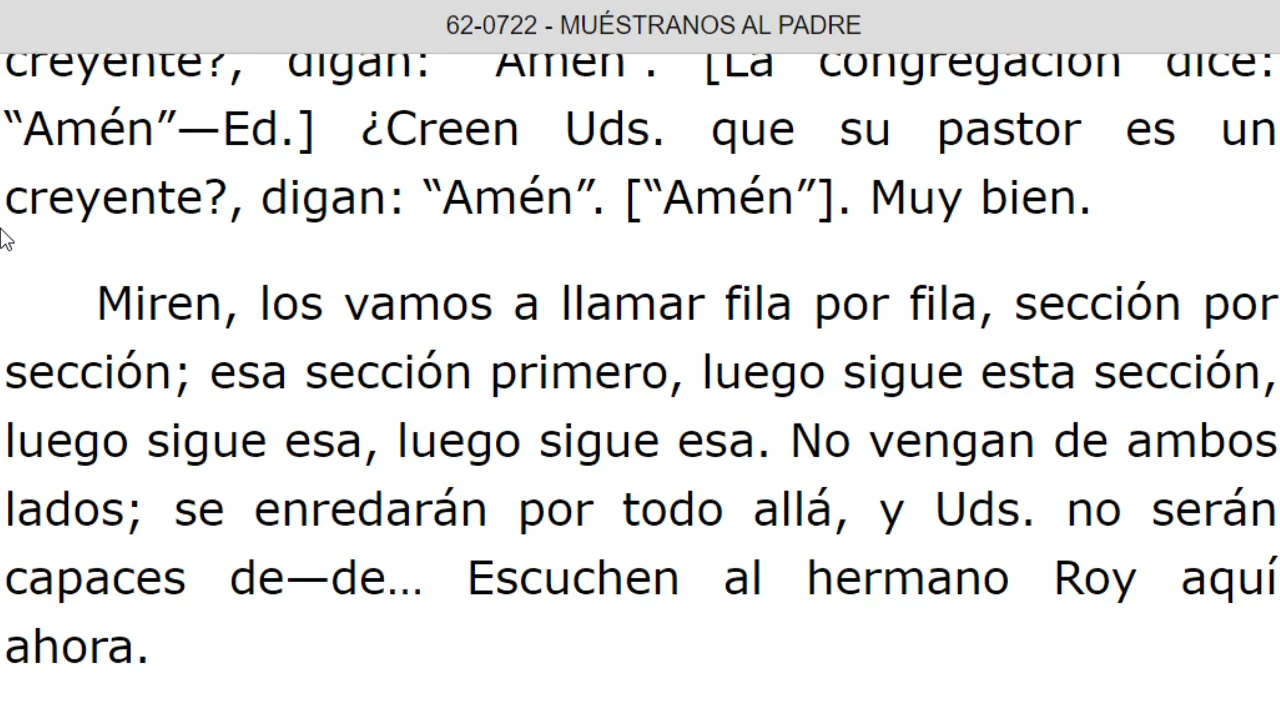 62-0722 - MUÉSTRANOS AL PADRE
creyente?, digan: “Amén”. [La congregación dice:
“Amén”—Ed.] ¿Creen Uds. que su pastor es un
creyente?, digan: “Amén”. [“Amén”]. Muy bien.
Miren, los vamos a llamar fila por fila, sección por
sección; esa sección primero, luego sigue esta sección,
luego sigue esa, luego sigue esa. No vengan de ambos
lados; se enredarán por todo allá, y Uds. no serán
capaces de—de… Escuchen al hermano Roy aquí
ahora.